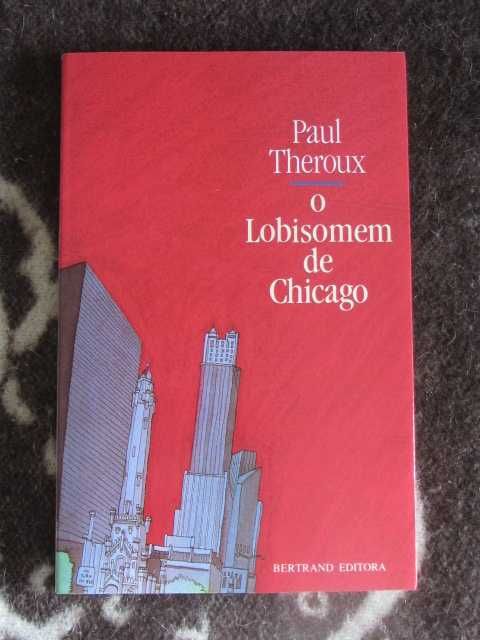 Paul
Theroux
o
Lobisomem
de
Chicago
BERTRAND EDITORA